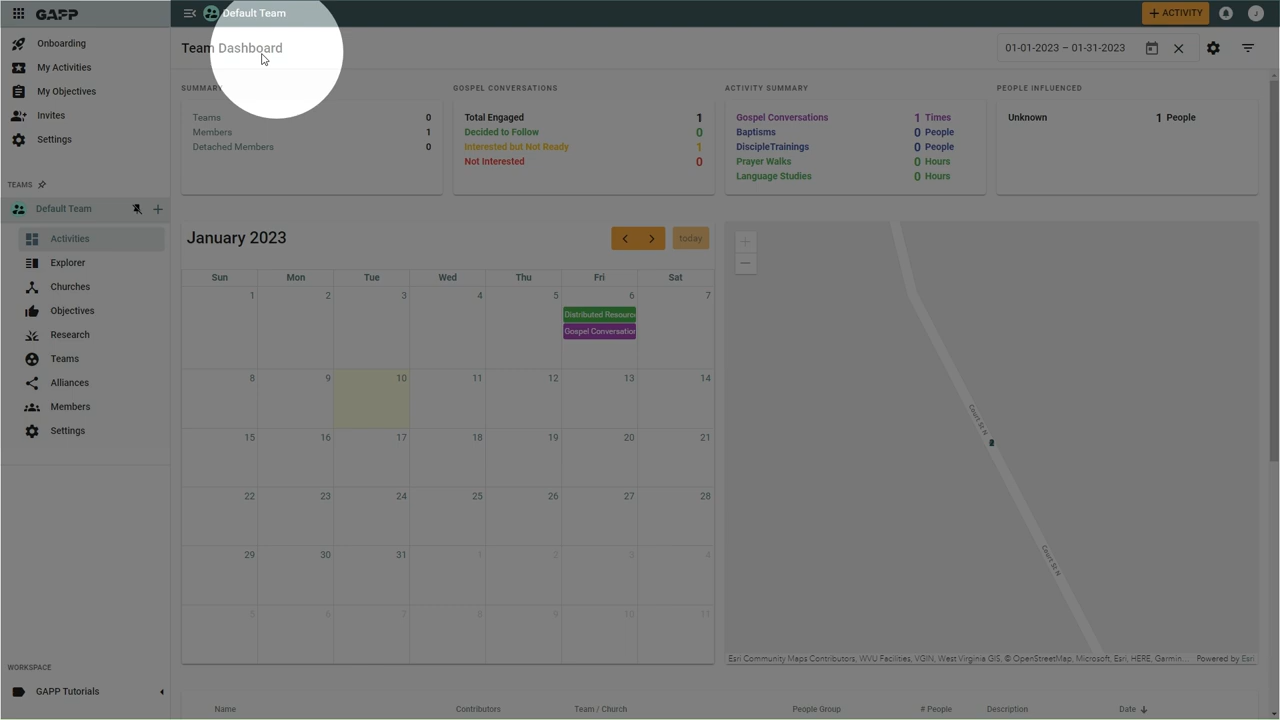 GAPP
Default Team
+ ACTIVITY
J
Onboarding
My Activities
My Objectives
Invites
Settings
TEAMS
Default Team
Activities
Explorer
Churches
Objectives
Research
Teams
Alliances
Members
Settings
WORKSPACE
GAPP Tutorials
Team Dashboard
01-01-2023 – 01-31-2023
SUMMARY
Teams 0
Members 1
Detached Members 0
GOSPEL CONVERSATIONS
Total Engaged 1
Decided to Follow 0
Interested but Not Ready 1
Not Interested 0
ACTIVITY SUMMARY
Gospel Conversations 1 Times
Baptisms 0 People
DiscipleTrainings 0 People
Prayer Walks 0 Hours
Language Studies 0 Hours
PEOPLE INFLUENCED
Unknown 1 People
January 2023
today
Sun Mon Tue Wed Thu Fri Sat
1 2 3 4 5 6 7
Distributed Resource
Gospel Conversation
8 9 10 11 12 13 14
15 16 17 18 19 20 21
22 23 24 25 26 27 28
29 30 31 1 2 3 4
5 6 7 8 9 10 11
+
−
Court St N
Court St N
Esri Community Maps Contributors, WVU Facilities, VGIN, West Virginia GIS, © OpenStreetMap, Microsoft, Esri, HERE, Garmin... Powered by Esri
Name Contributors Team / Church People Group # People Description Date